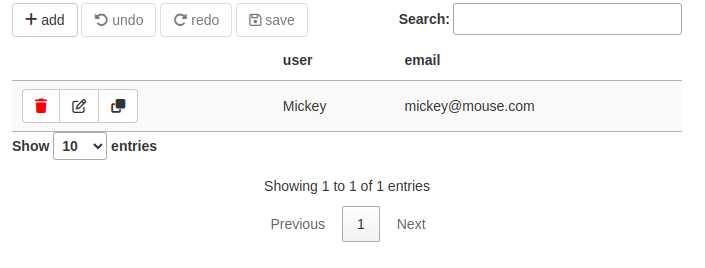 add undo redo save Search:
user email
Mickey mickey@mouse.com
Show 10 entries
Showing 1 to 1 of 1 entries
Previous 1 Next